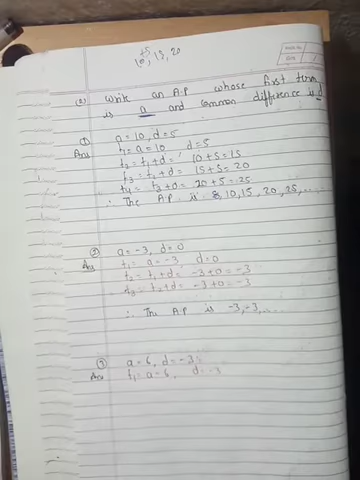 +5
10, 15, 20
(2) Write an A.P whose first term
is a and common difference is d
① a = 10, d = 5
Ans t₁ = a = 10 d = 5
t₂ = t₁ + d = 10 + 5 = 15
t₃ = t₂ + d = 15 + 5 = 20
t₄ = t₃ + d = 20 + 5 = 25
∴ The A.P is 10, 15, 20, 25, ....
② a = -3, d = 0
Ans t₁ = a = -3 d = 0
t₂ = t₁ + d = -3 + 0 = -3
t₃ = t₂ + d = -3 + 0 = -3
∴ The A.P is -3, -3, ....
③ a = 6, d = -3
Ans t₁ = a = 6, d = -3